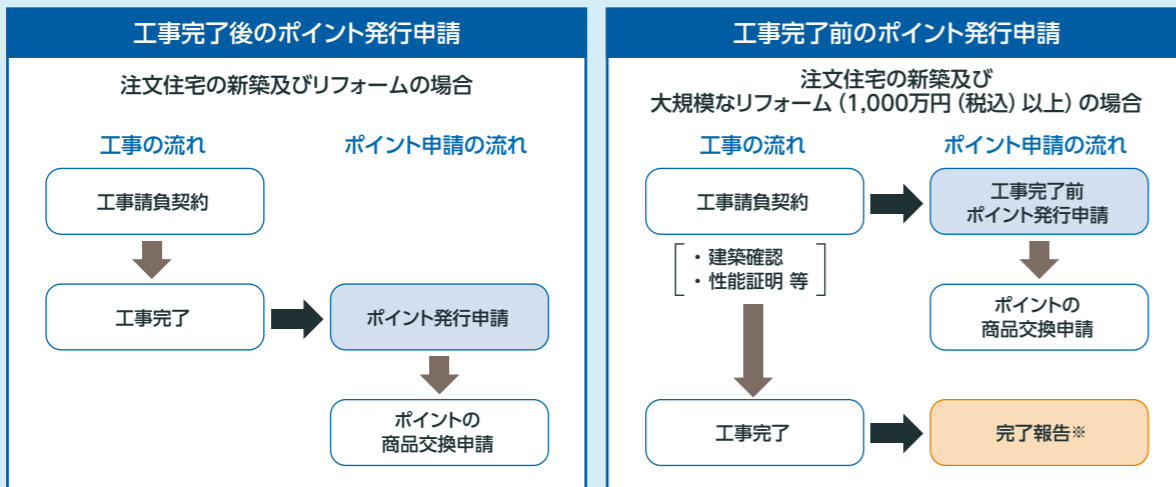 工事完了後のポイント発行申請
注文住宅の新築及びリフォームの場合
工事の流れ
ポイント申請の流れ
工事請負契約
工事完了
ポイント発行申請
ポイントの
商品交換申請
工事完了前のポイント発行申請
注文住宅の新築及び
大規模なリフォーム(1,000万円(税込)以上)の場合
工事の流れ
ポイント申請の流れ
工事請負契約
工事完了前
ポイント発行申請
・建築確認
・性能証明 等
ポイントの
商品交換申請
工事完了
完了報告※